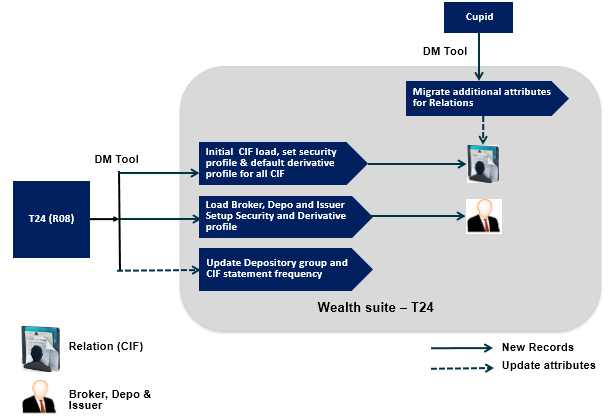 Cupid
DM Tool
Migrate additional attributes
for Relations
Initial CIF load, set security
profile & default derivative
profile for all CIF
DM Tool
T24 (R08)
Load Broker, Depo and Issuer
Setup Security and Derivative
profile
Update Depository group and
CIF statement frequency
Wealth suite – T24
Relation (CIF)
New Records
Update attributes
Broker, Depo &
Issuer